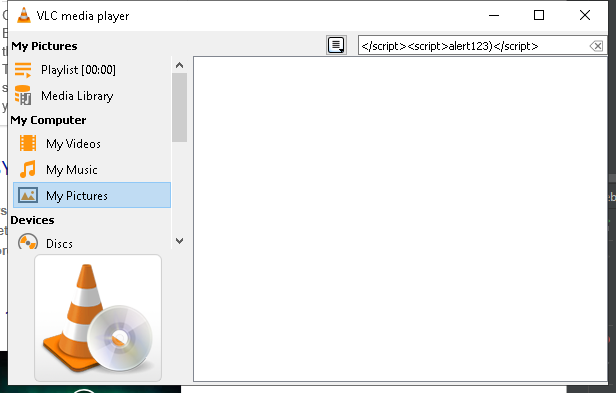 VLC media player
My Pictures
</script><script>alert123)</script>
Playlist [00:00]
Media Library
My Computer
My Videos
My Music
My Pictures
Devices
Discs